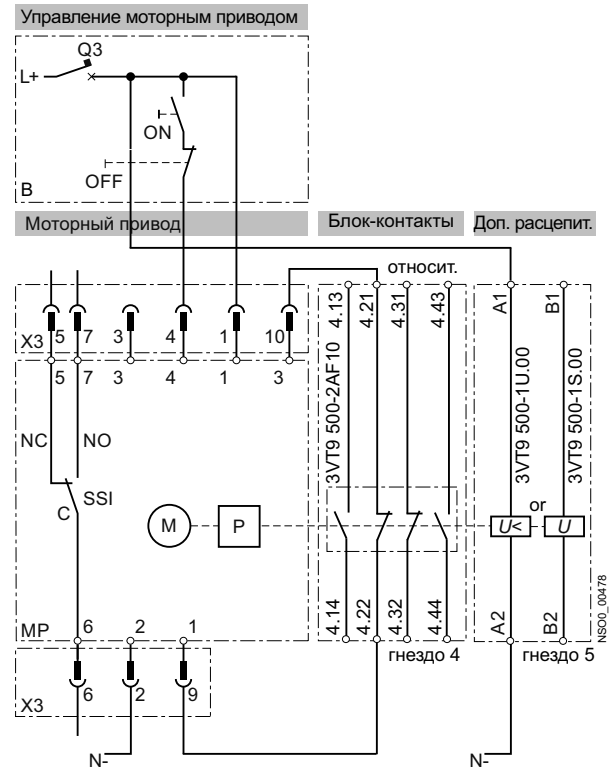 Управление моторным приводом
Q3
L+
ON
OFF
B
Моторный привод
Блок-контакты
Доп. расцепит.
относит.
X3 5 7 3 4 1 10
5 7 3 4 1 3
4.13 4.21 4.31 4.43
A1 B1
3VT9 500-2AF10
3VT9 500-1U.00
3VT9 500-1S.00
NC NO
C SSI
M P
U< or U
4.14 4.22 4.32 4.44
A2 B2
MP 6 2 1
гнездо 4
гнездо 5
X3 6 2 9
N-
N-
NSO0_00478